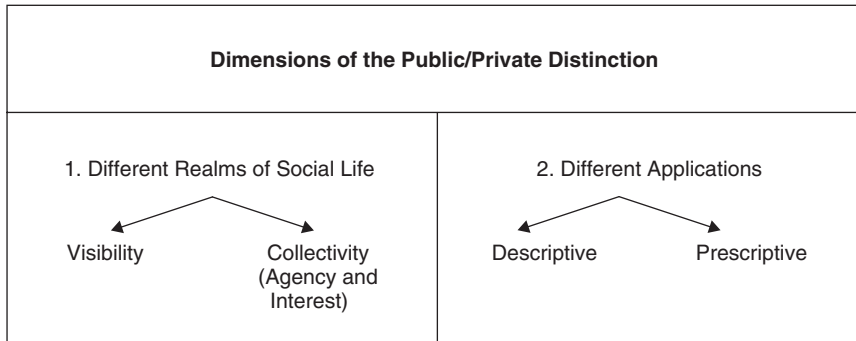 Dimensions of the Public/Private Distinction
1. Different Realms of Social Life
Visibility
Collectivity
(Agency and
Interest)
2. Different Applications
Descriptive
Prescriptive